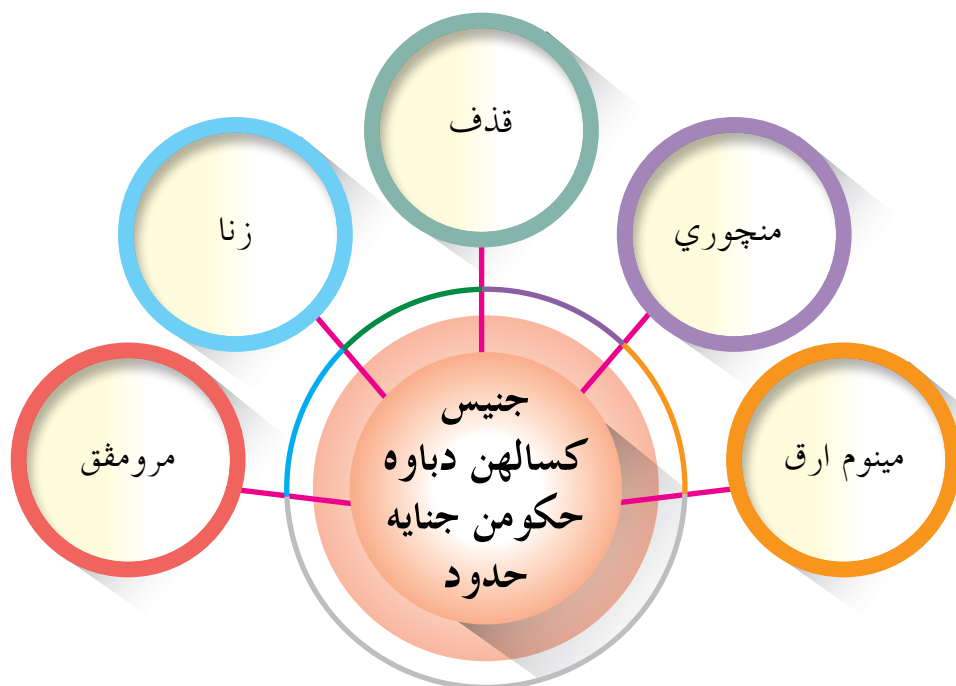 قذف
منچوري
زنا
مينوم ارق
مرومڤق
جنيس
كسالهن دباوه
حكومن جنايه
حدود